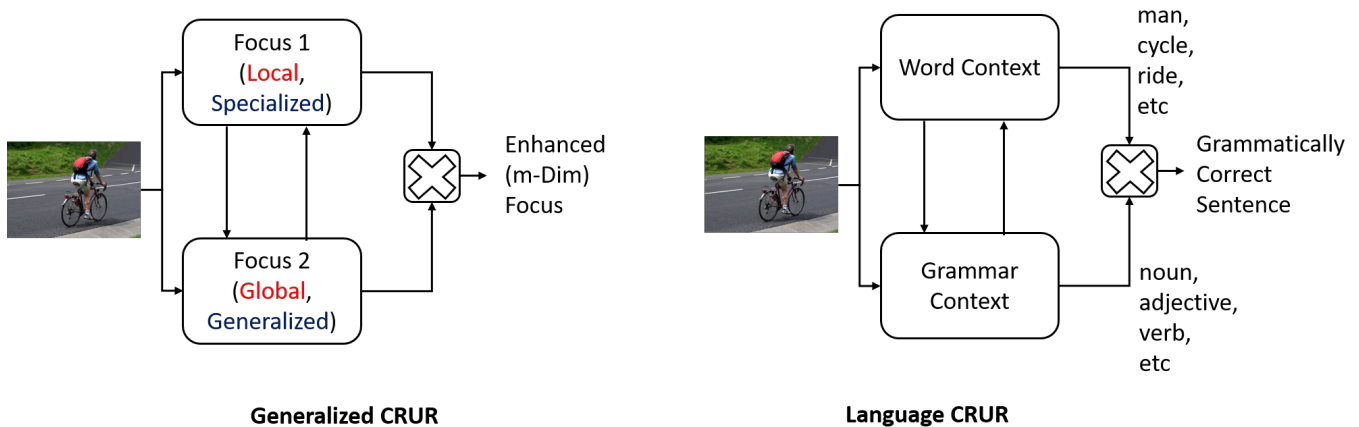 Focus 1
(Local,
Specialized)
Enhanced
(m-Dim)
Focus
Focus 2
(Global,
Generalized)
Generalized CRUR
Word Context
man,
cycle,
ride,
etc
Grammatically
Correct
Sentence
Grammar
Context
noun,
adjective,
verb,
etc
Language CRUR